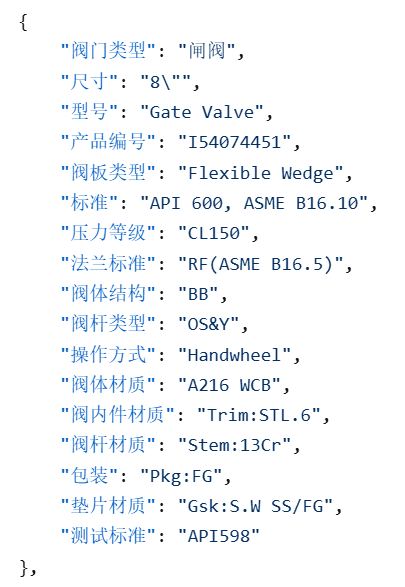 {
"阀门类型": "闸阀",
"尺寸": "8\"",
"型号": "Gate Valve",
"产品编号": "I54074451",
"阀板类型": "Flexible Wedge",
"标准": "API 600, ASME B16.10",
"压力等级": "CL150",
"法兰标准": "RF(ASME B16.5)",
"阀体结构": "BB",
"阀杆类型": "OS&Y",
"操作方式": "Handwheel",
"阀体材质": "A216 WCB",
"阀内件材质": "Trim:STL.6",
"阀杆材质": "Stem:13Cr",
"包装": "Pkg:FG",
"垫片材质": "Gsk:S.W SS/FG",
"测试标准": "API598"
},